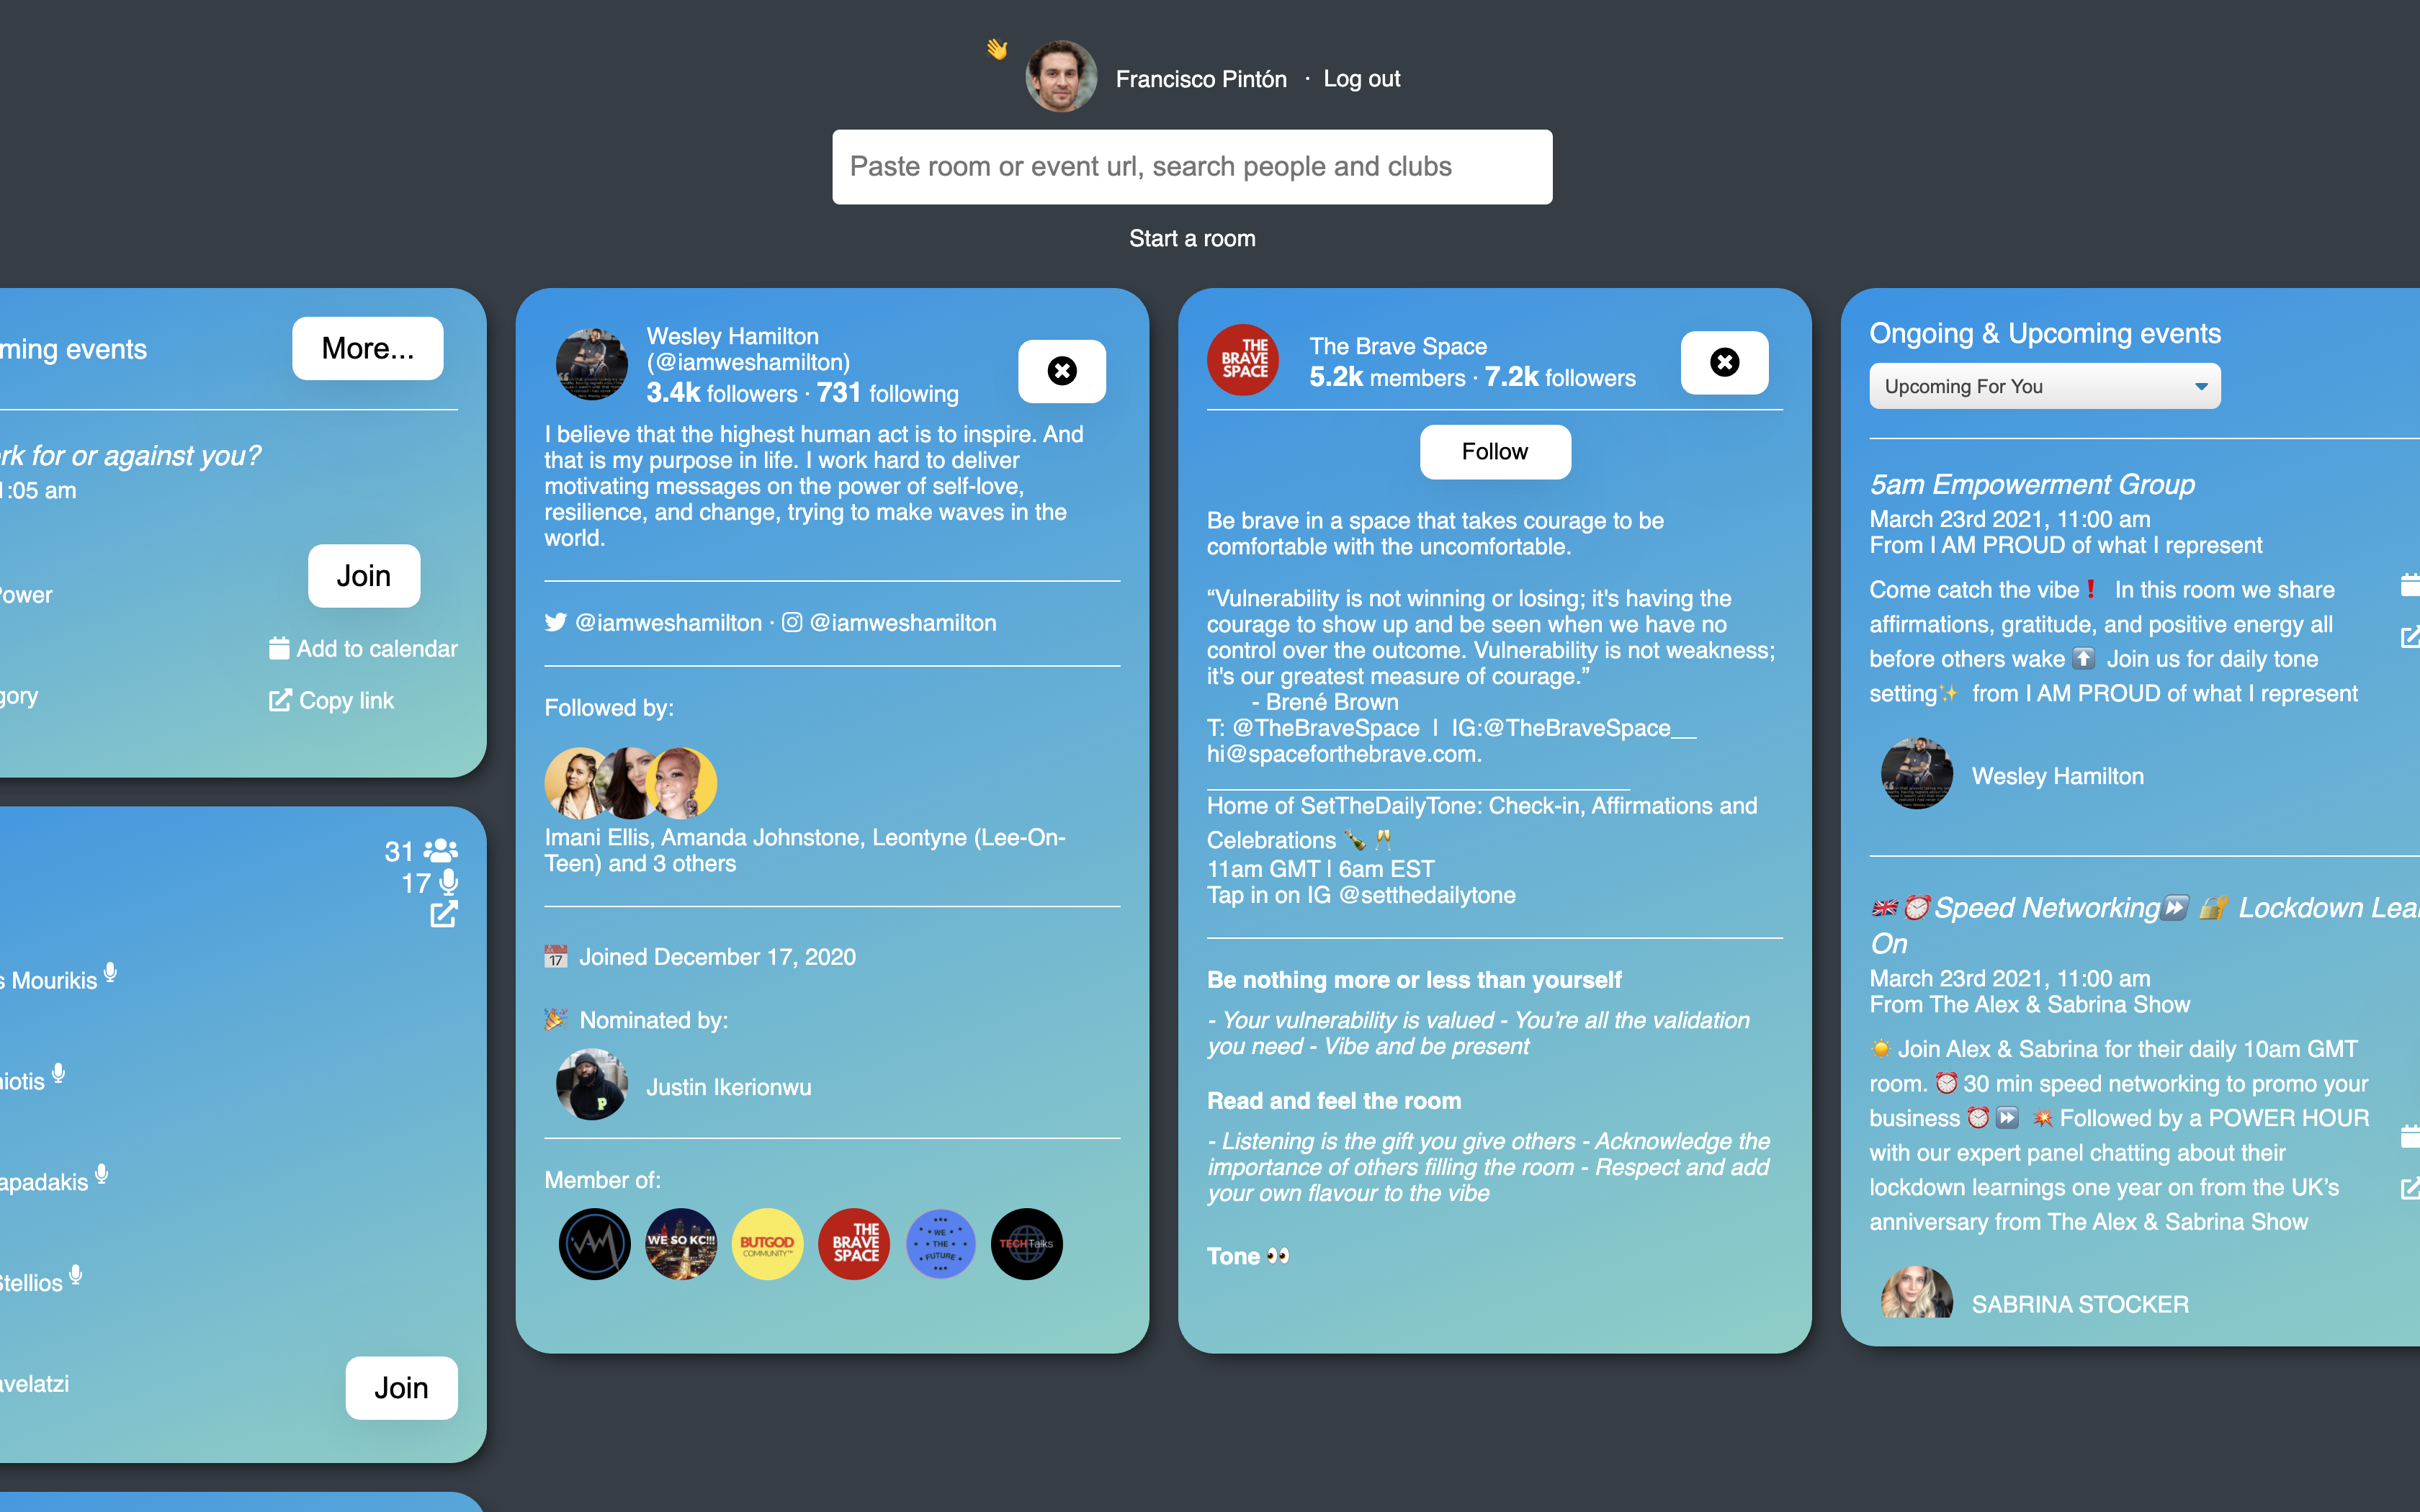 👋 Francisco Pintón · Log out
Paste room or event url, search people and clubs
Start a room
ming events
More...
rk for or against you?
1:05 am
Join
Power
Add to calendar
gory
Copy link
31
17
s Mourikis
niotis
apadakis
Stellios
avelatzi
Join
Wesley Hamilton
(@iamweshamilton)
3.4k followers · 731 following
I believe that the highest human act is to inspire. And
that is my purpose in life. I work hard to deliver
motivating messages on the power of self-love,
resilience, and change, trying to make waves in the
world.
@iamweshamilton · @iamweshamilton
Followed by:
Imani Ellis, Amanda Johnstone, Leontyne (Lee-On-
Teen) and 3 others
📅 Joined December 17, 2020
🎉 Nominated by:
Justin Ikerionwu
Member of:
WE SO KC!!!
BUTGOD
COMMUNITY™
THE
BRAVE
SPACE
WE
THE
FUTURE
TECHTalks
THE
BRAVE
SPACE
The Brave Space
5.2k members · 7.2k followers
Follow
Be brave in a space that takes courage to be
comfortable with the uncomfortable.
“Vulnerability is not winning or losing; it's having the
courage to show up and be seen when we have no
control over the outcome. Vulnerability is not weakness;
it's our greatest measure of courage.”
- Brené Brown
T: @TheBraveSpace | IG:@TheBraveSpace__
hi@spaceforthebrave.com.
Home of SetTheDailyTone: Check-in, Affirmations and
Celebrations 🍾 🥂
11am GMT | 6am EST
Tap in on IG @setthedailytone
Be nothing more or less than yourself
- Your vulnerability is valued - You’re all the validation
you need - Vibe and be present
Read and feel the room
- Listening is the gift you give others - Acknowledge the
importance of others filling the room - Respect and add
your own flavour to the vibe
Tone 👀
Ongoing & Upcoming events
Upcoming For You
5am Empowerment Group
March 23rd 2021, 11:00 am
From I AM PROUD of what I represent
Come catch the vibe❗ In this room we share
affirmations, gratitude, and positive energy all
before others wake ⬆️ Join us for daily tone
setting✨ from I AM PROUD of what I represent
Wesley Hamilton
🇬🇧 ⏰Speed Networking⏩ 🔐 Lockdown Lea
On
March 23rd 2021, 11:00 am
From The Alex & Sabrina Show
☀️ Join Alex & Sabrina for their daily 10am GMT
room. ⏰ 30 min speed networking to promo your
business ⏰ ⏩ 💥 Followed by a POWER HOUR
with our expert panel chatting about their
lockdown learnings one year on from the UK’s
anniversary from The Alex & Sabrina Show
SABRINA STOCKER